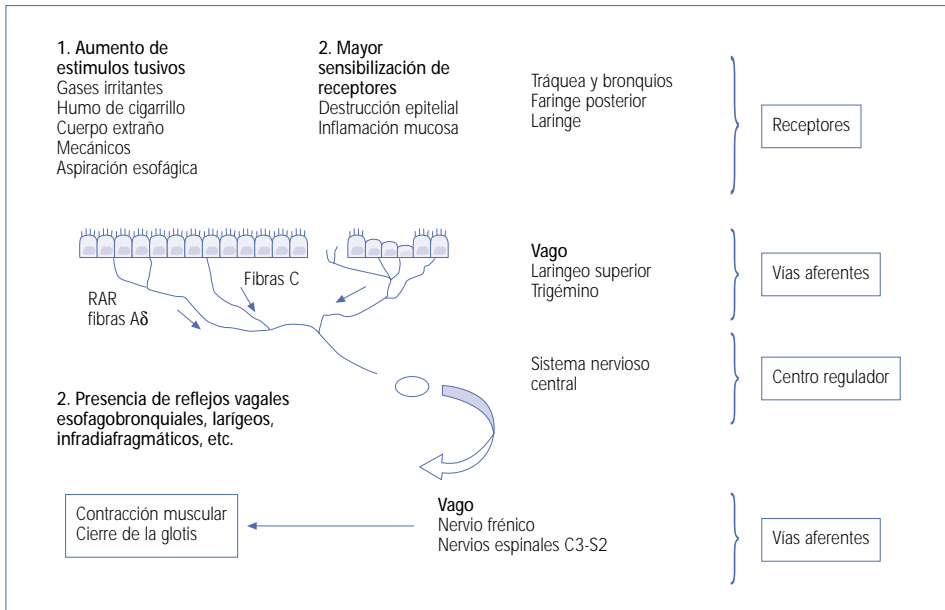 1. Aumento de
estimulos tusivos
Gases irritantes
Humo de cigarrillo
Cuerpo extraño
Mecánicos
Aspiración esofágica
2. Mayor
sensibilización de
receptores
Destrucción epitelial
Inflamación mucosa
Tráquea y bronquios
Faringe posterior
Laringe
Receptores
Fibras C
RAR
fibras Aδ
Vago
Laringeo superior
Trigémino
Vías aferentes
Sistema nervioso
central
Centro regulador
2. Presencia de reflejos vagales
esofagobronquiales, larígeos,
infradiafragmáticos, etc.
Contracción muscular
Cierre de la glotis
Vago
Nervio frénico
Nervios espinales C3-S2
Vías aferentes